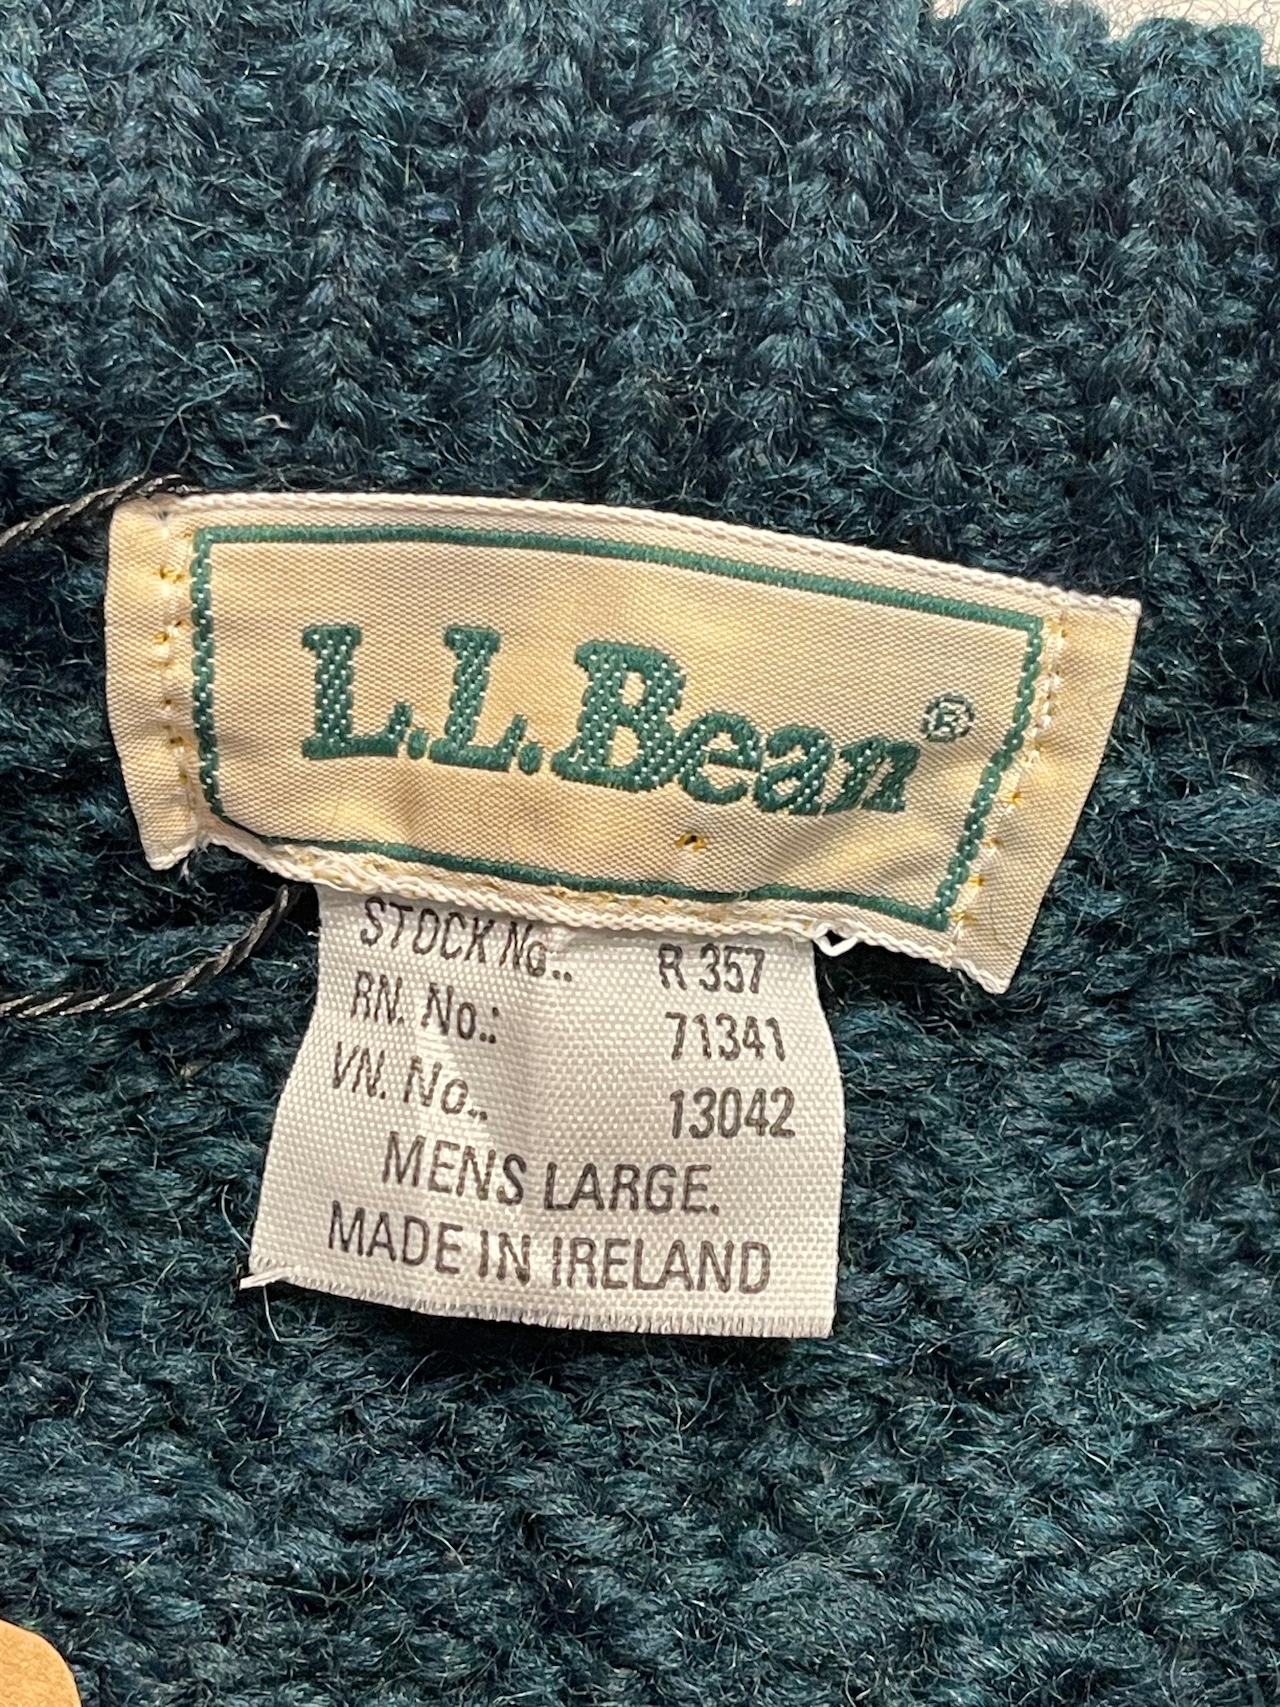 L.L.Bean®
STOCK No.: R 357
RN. No.: 71341
VN. No.. 13042
MENS LARGE.
MADE IN IRELAND